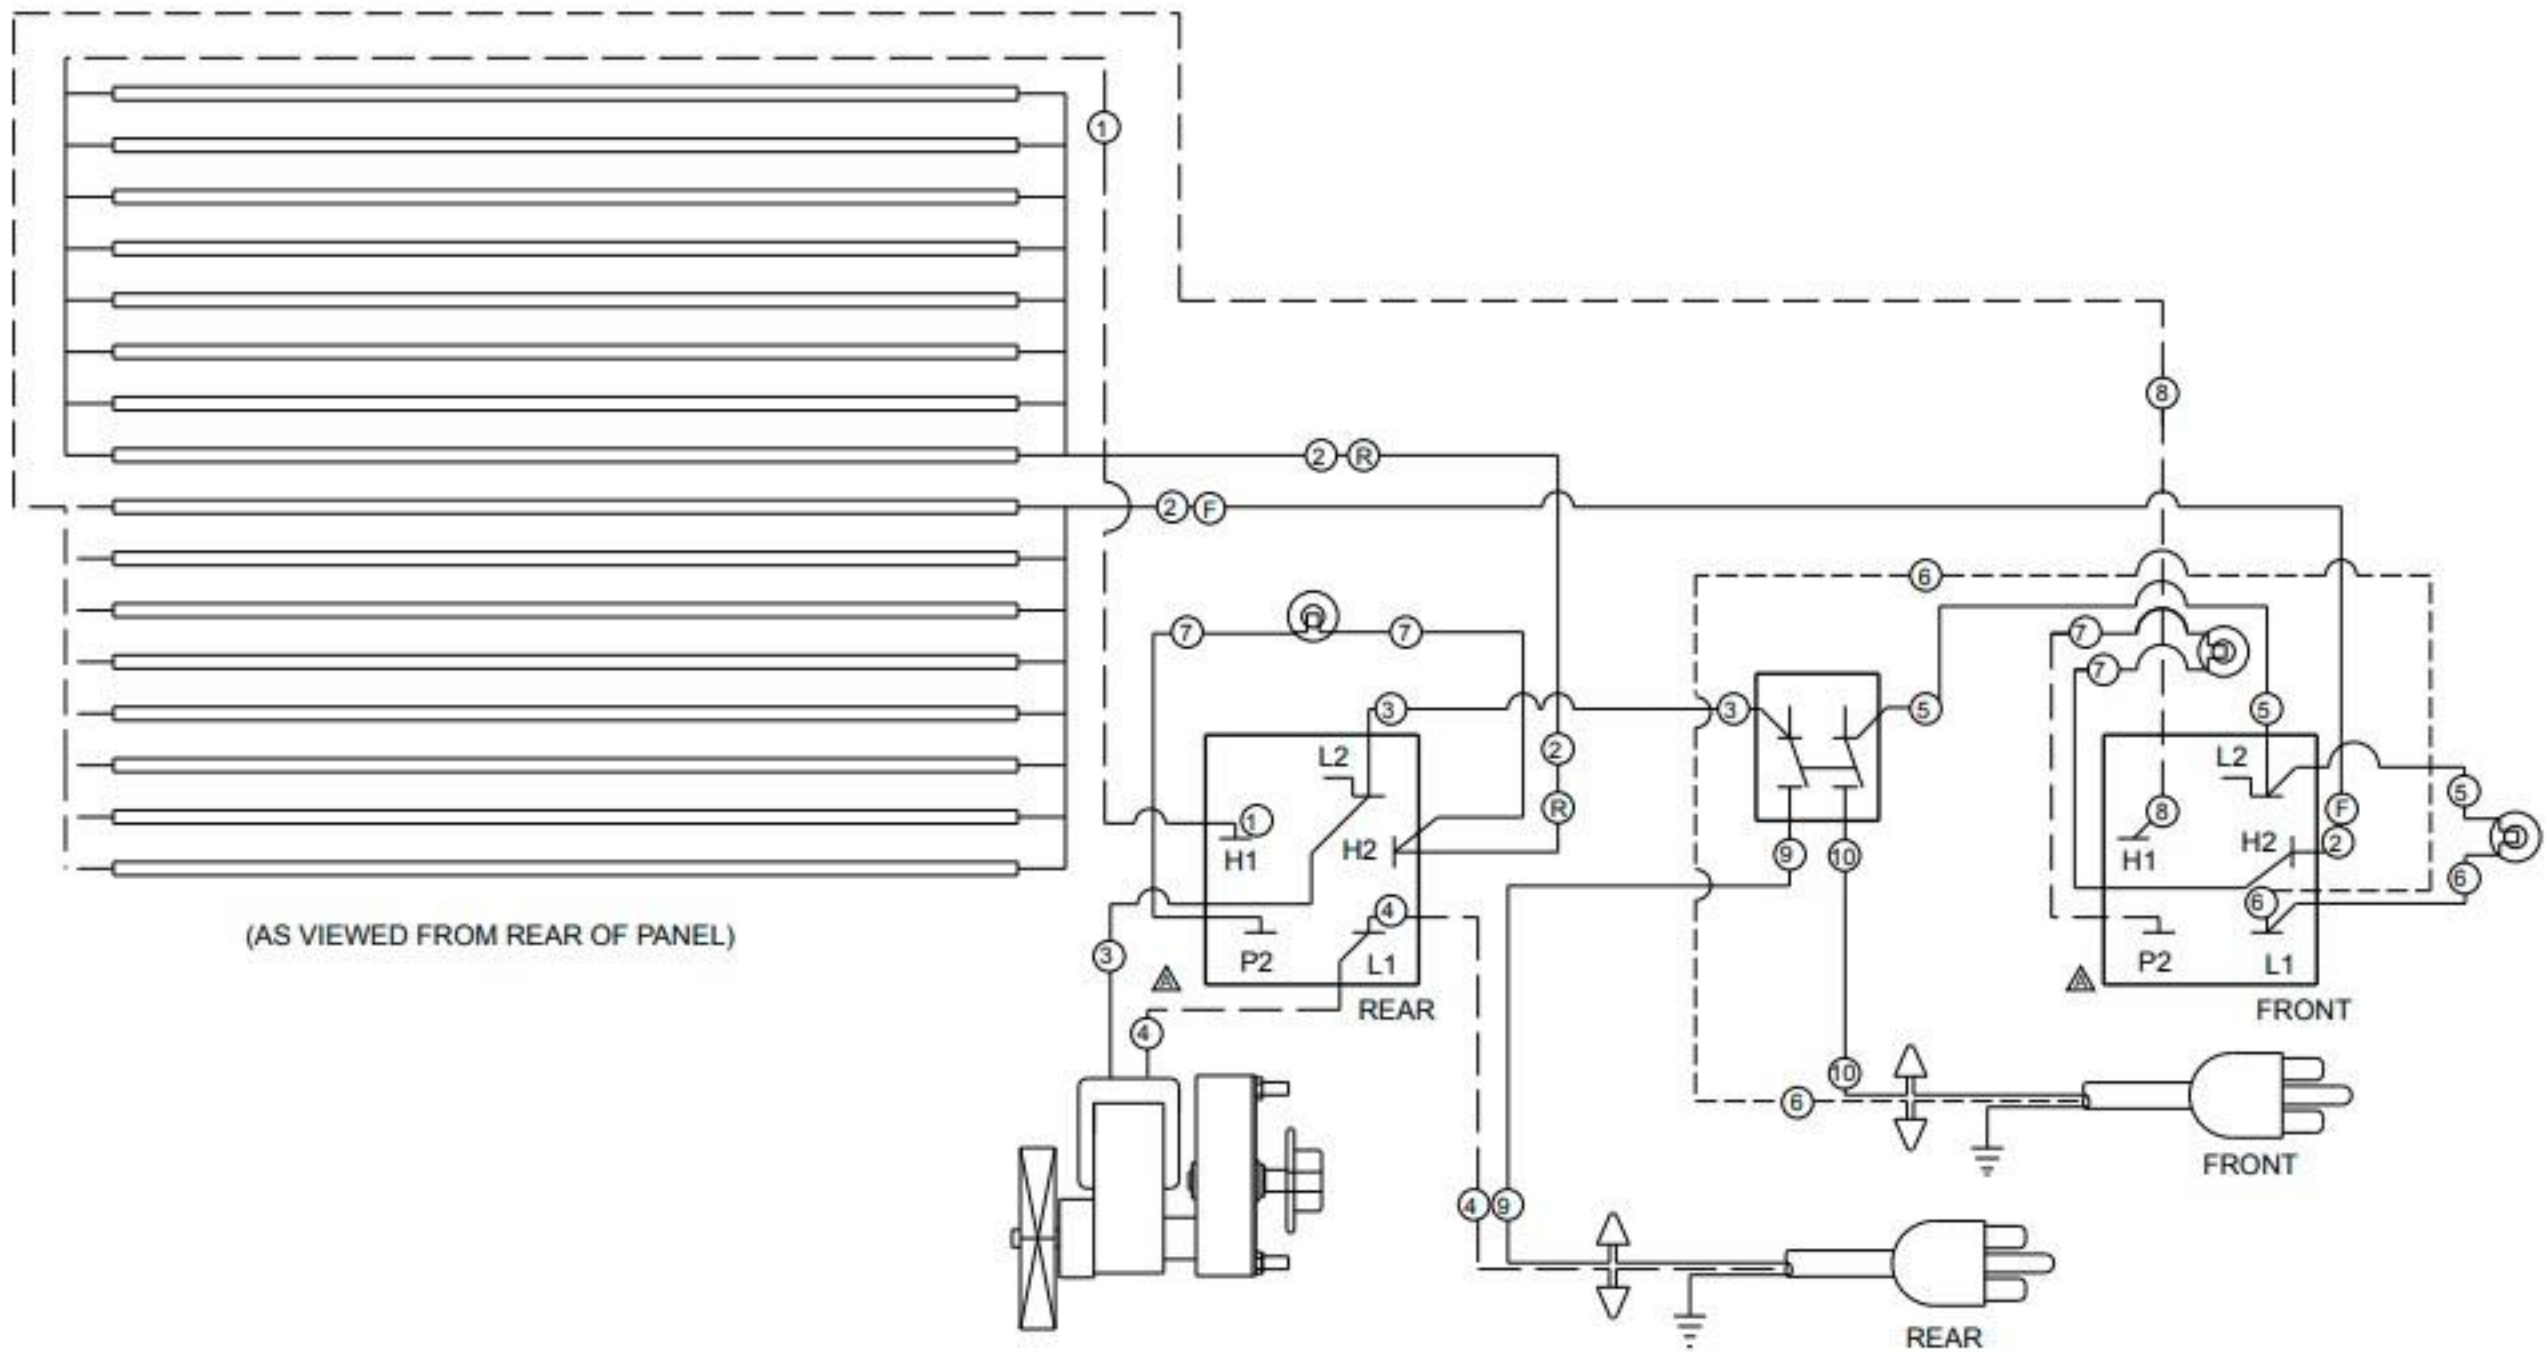 1
8
2 R
2 F
6
7 7
7
7
3 3 5 5
2
L2 L2
5
R
1 8 F
H1 H2 H1 H2 2
9 10
6
4 6
3 P2 L1 P2 L1
A A
REAR FRONT
(AS VIEWED FROM REAR OF PANEL)
4
10
6
FRONT
4 9
REAR